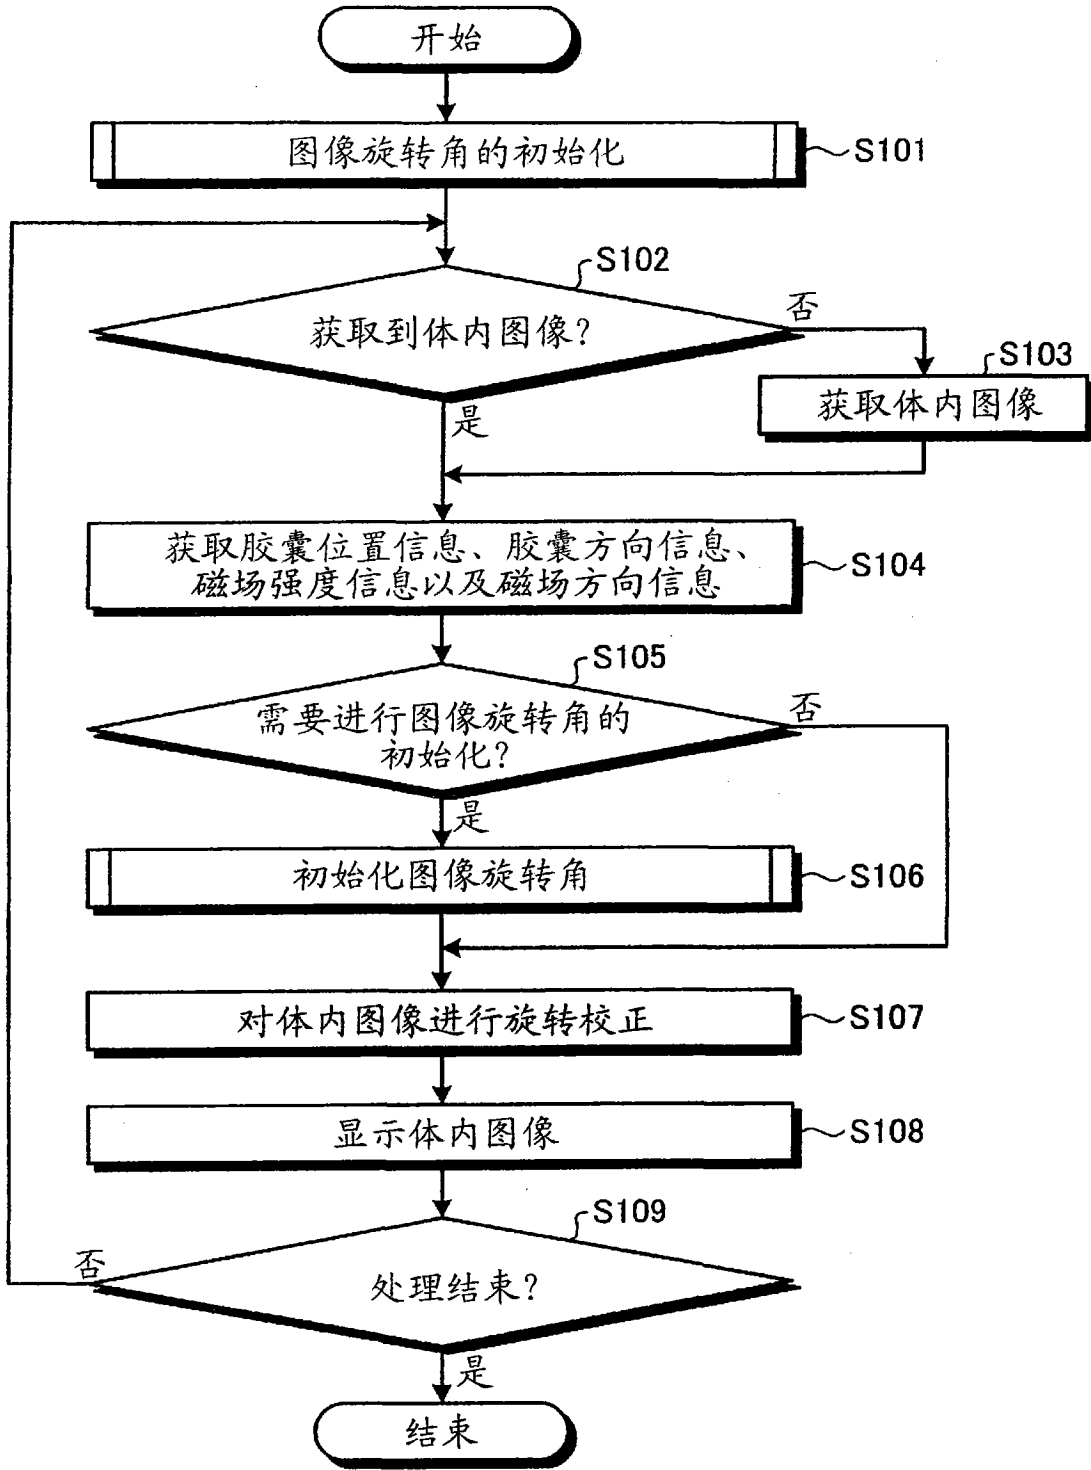 开始
图像旋转角的初始化
S101
S102
获取到体内图像?
否
S103
获取体内图像
是
获取胶囊位置信息、胶囊方向信息、
磁场强度信息以及磁场方向信息
S104
S105
需要进行图像旋转角的
初始化?
否
是
初始化图像旋转角
S106
对体内图像进行旋转校正
S107
显示体内图像
S108
S109
处理结束?
否
是
结束